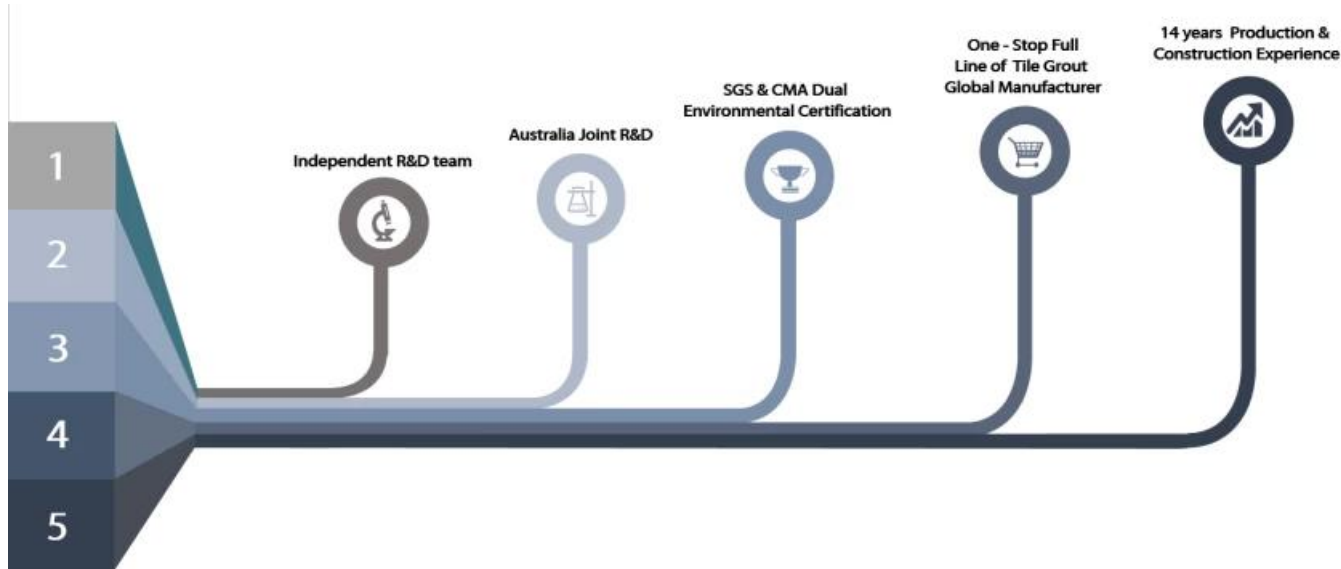 1
2
3
4
5
Independent R&D team
Australia Joint R&D
SGS & CMA Dual
Environmental Certification
One - Stop Full
Line of Tile Grout
Global Manufacturer
14 years Production &
Construction Experience